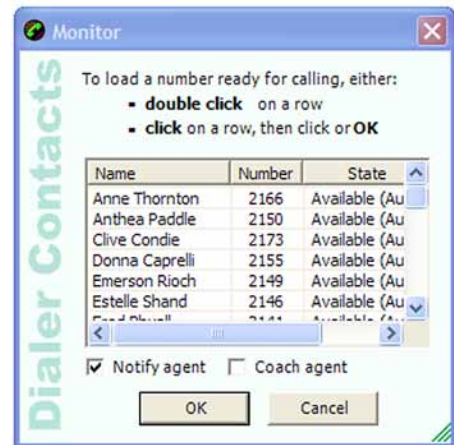 Monitor
Dialer Contacts
To load a number ready for calling, either:
▪ double click on a row
▪ click on a row, then click or OK
Name Number State
Anne Thornton 2166 Available (Au
Anthea Paddle 2150 Available (Au
Clive Condie 2173 Available (Au
Donna Caprelli 2155 Available (Au
Emerson Rioch 2149 Available (Au
Estelle Shand 2146 Available (Au
Notify agent Coach agent
OK Cancel